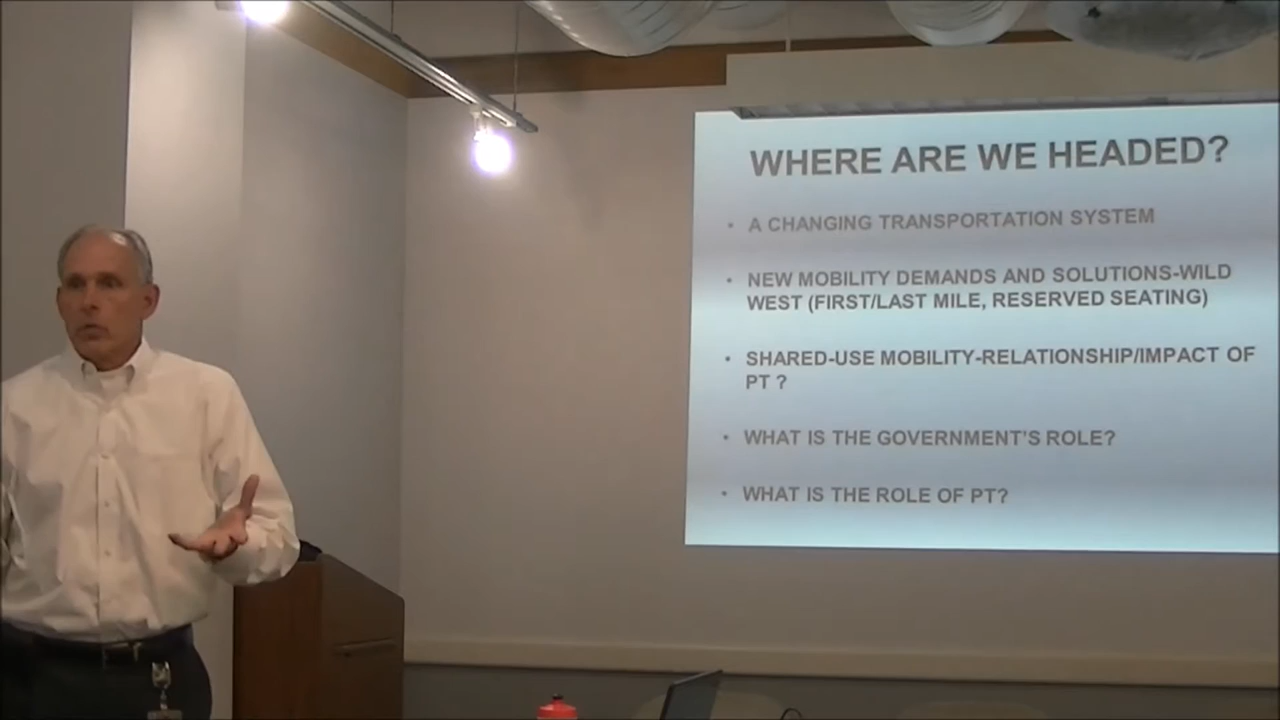 WHERE ARE WE HEADED?
• A CHANGING TRANSPORTATION SYSTEM
• NEW MOBILITY DEMANDS AND SOLUTIONS-WILD
WEST (FIRST/LAST MILE, RESERVED SEATING)
• SHARED-USE MOBILITY-RELATIONSHIP/IMPACT OF
PT ?
• WHAT IS THE GOVERNMENT'S ROLE?
• WHAT IS THE ROLE OF PT?